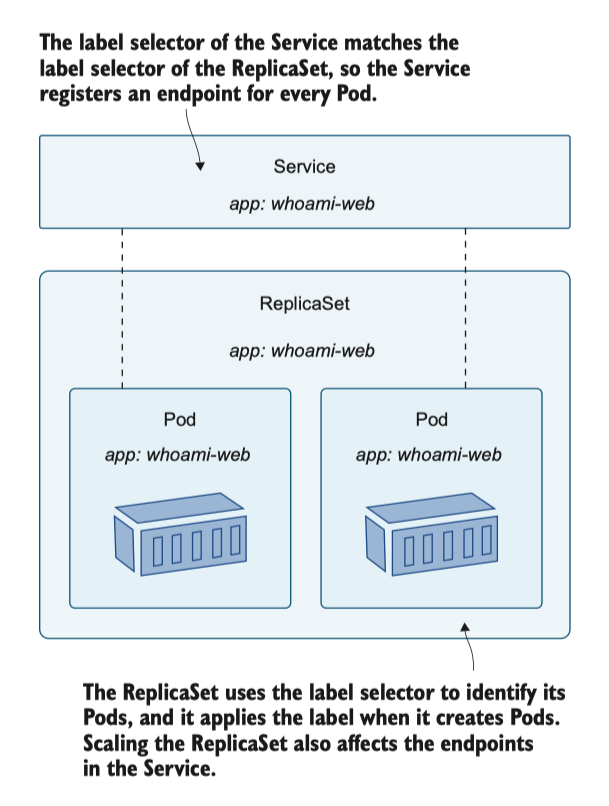 The label selector of the Service matches the
label selector of the ReplicaSet, so the Service
registers an endpoint for every Pod.
Service
app: whoami-web
ReplicaSet
app: whoami-web
Pod
app: whoami-web
Pod
app: whoami-web
The ReplicaSet uses the label selector to identify its
Pods, and it applies the label when it creates Pods.
Scaling the ReplicaSet also affects the endpoints
in the Service.